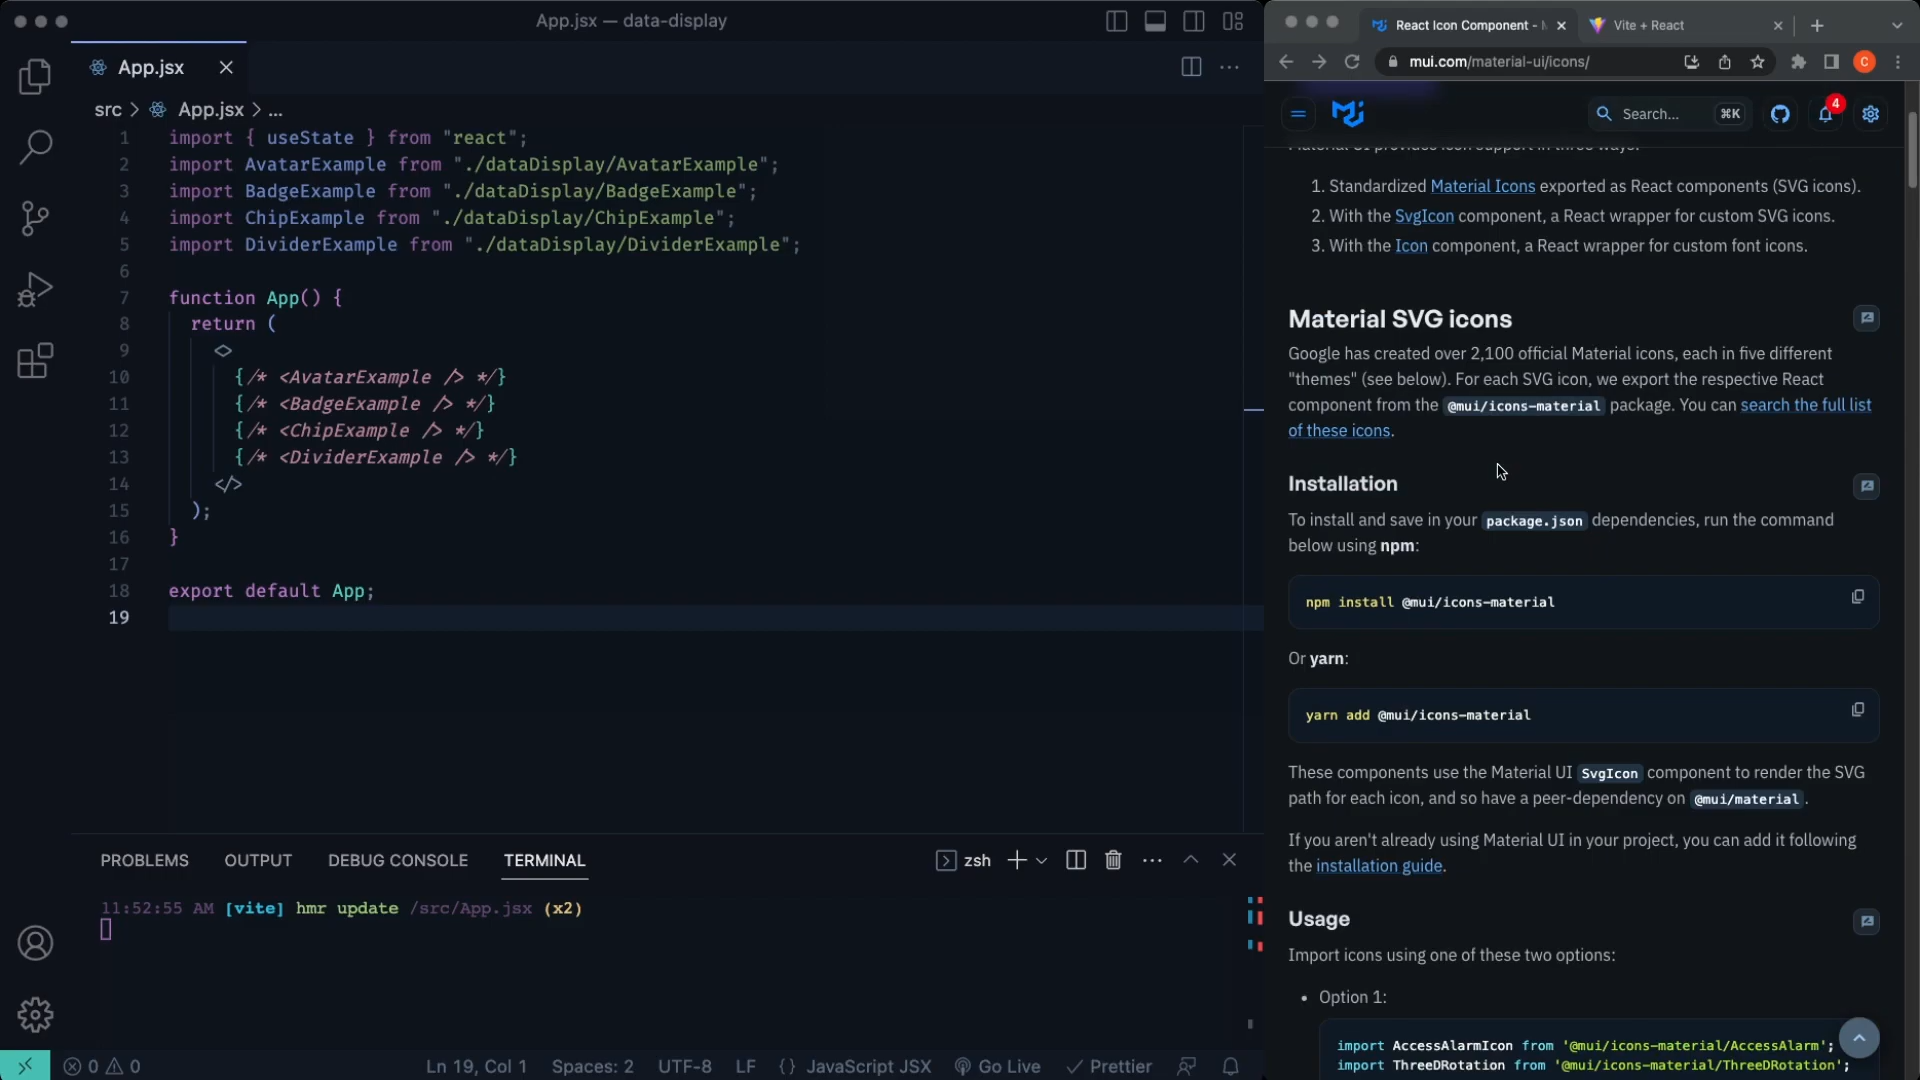 App.jsx — data-display
App.jsx
src > App.jsx > ...
1 import { useState } from "react";
2 import AvatarExample from "./dataDisplay/AvatarExample";
3 import BadgeExample from "./dataDisplay/BadgeExample";
4 import ChipExample from "./dataDisplay/ChipExample";
5 import DividerExample from "./dataDisplay/DividerExample";
6
7 function App() {
8 return (
9 <>
10 {/* <AvatarExample /> */}
11 {/* <BadgeExample /> */}
12 {/* <ChipExample /> */}
13 {/* <DividerExample /> */}
14 </>
15 );
16 }
17
18 export default App;
19
PROBLEMS OUTPUT DEBUG CONSOLE TERMINAL zsh
11:52:55 AM [vite] hmr update /src/App.jsx (x2)
0 0 Ln 19, Col 1 Spaces: 2 UTF-8 LF {} JavaScript JSX Go Live Prettier
React Icon Component - Vite + React
mui.com/material-ui/icons/ C
Search... ⌘K 4
Material UI provides icon support in three ways:
1. Standardized Material Icons exported as React components (SVG icons).
2. With the SvgIcon component, a React wrapper for custom SVG icons.
3. With the Icon component, a React wrapper for custom font icons.
Material SVG icons
Google has created over 2,100 official Material icons, each in five different
"themes" (see below). For each SVG icon, we export the respective React
component from the @mui/icons-material package. You can search the full list
of these icons.
Installation
To install and save in your package.json dependencies, run the command
below using npm:
npm install @mui/icons-material
Or yarn:
yarn add @mui/icons-material
These components use the Material UI SvgIcon component to render the SVG
path for each icon, and so have a peer-dependency on @mui/material.
If you aren't already using Material UI in your project, you can add it following
the installation guide.
Usage
Import icons using one of these two options:
• Option 1:
import AccessAlarmIcon from '@mui/icons-material/AccessAlarm';
import ThreeDRotation from '@mui/icons-material/ThreeDRotation';